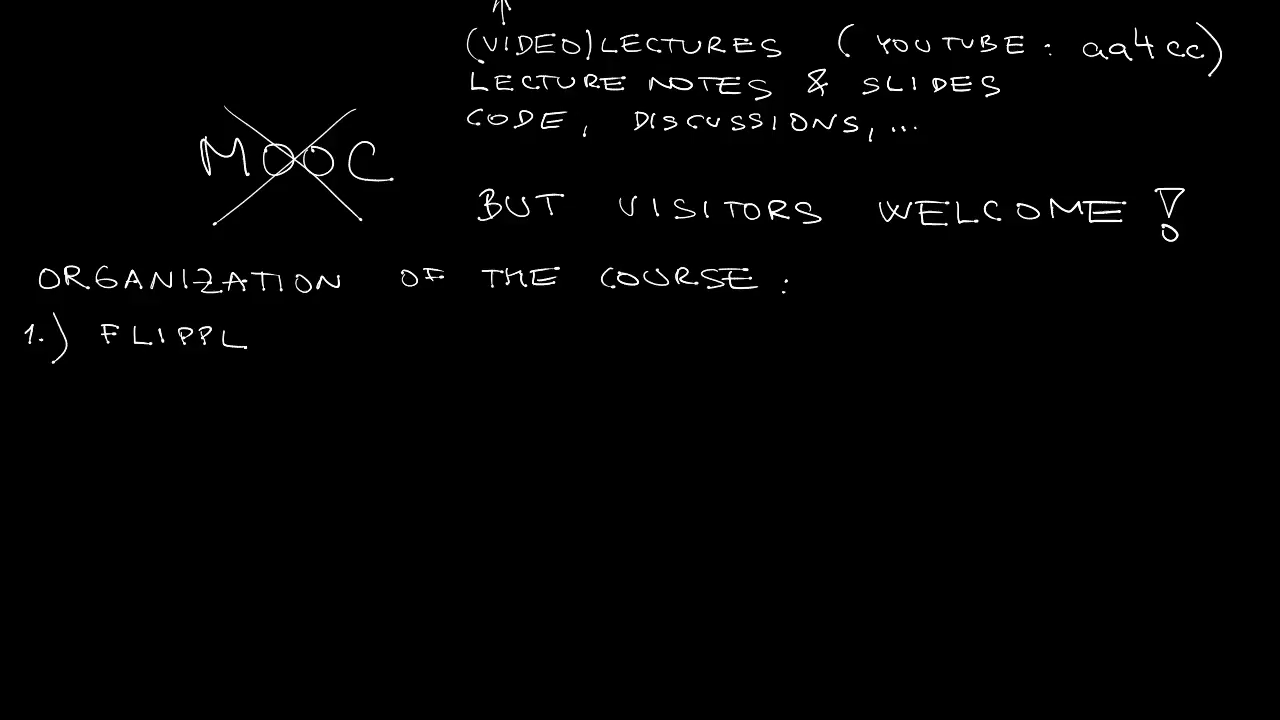 (VIDEO)LECTURES (YOUTUBE: aa4cc)
LECTURE NOTES & SLIDES
CODE, DISCUSSIONS,...
MOOC
BUT VISITORS WELCOME!
ORGANIZATION OF THE COURSE:
1.) FLIPPL